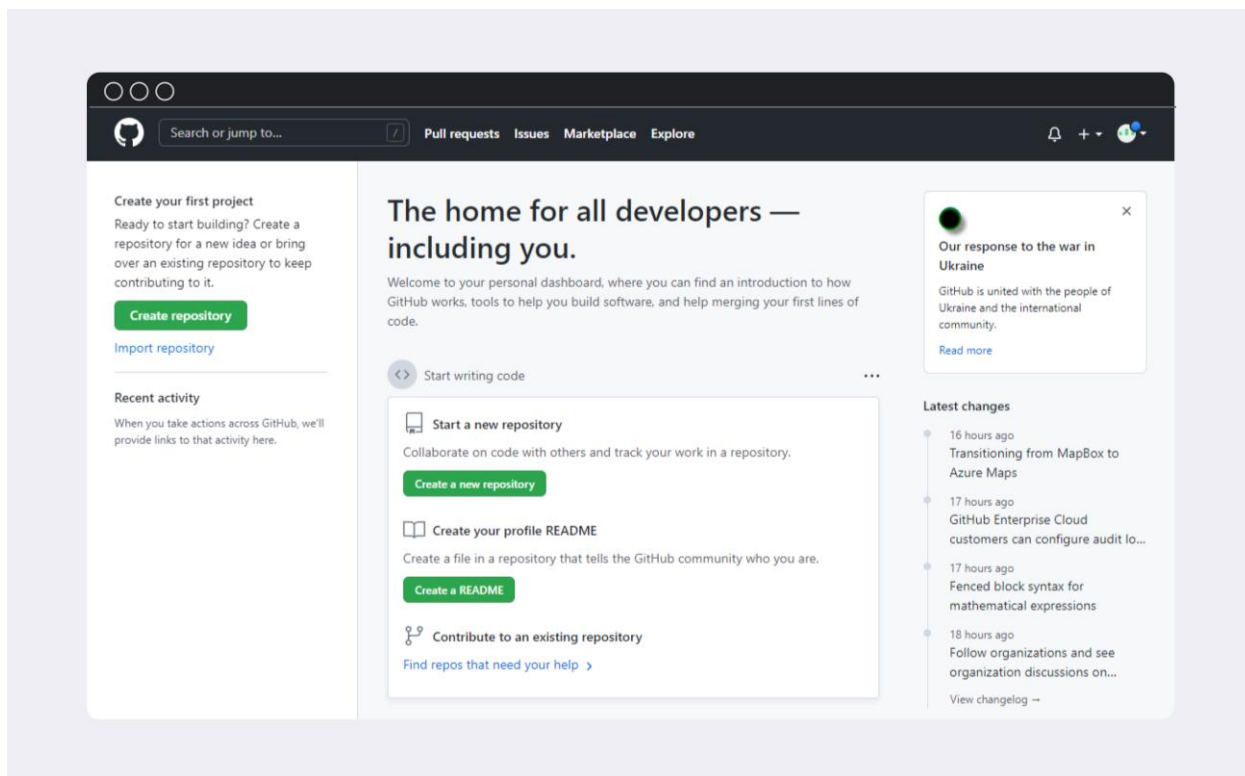 Search or jump to... /
Pull requests Issues Marketplace Explore
Create your first project
Ready to start building? Create a
repository for a new idea or bring
over an existing repository to keep
contributing to it.
Create repository
Import repository
Recent activity
When you take actions across GitHub, we'll
provide links to that activity here.
The home for all developers —
including you.
Welcome to your personal dashboard, where you can find an introduction to how
GitHub works, tools to help you build software, and help merging your first lines of
code.
Start writing code
Start a new repository
Collaborate on code with others and track your work in a repository.
Create a new repository
Create your profile README
Create a file in a repository that tells the GitHub community who you are.
Create a README
Contribute to an existing repository
Find repos that need your help
Our response to the war in
Ukraine
GitHub is united with the people of
Ukraine and the international
community.
Read more
Latest changes
16 hours ago
Transitioning from MapBox to
Azure Maps
17 hours ago
GitHub Enterprise Cloud
customers can configure audit lo...
17 hours ago
Fenced block syntax for
mathematical expressions
18 hours ago
Follow organizations and see
organization discussions on...
View changelog →